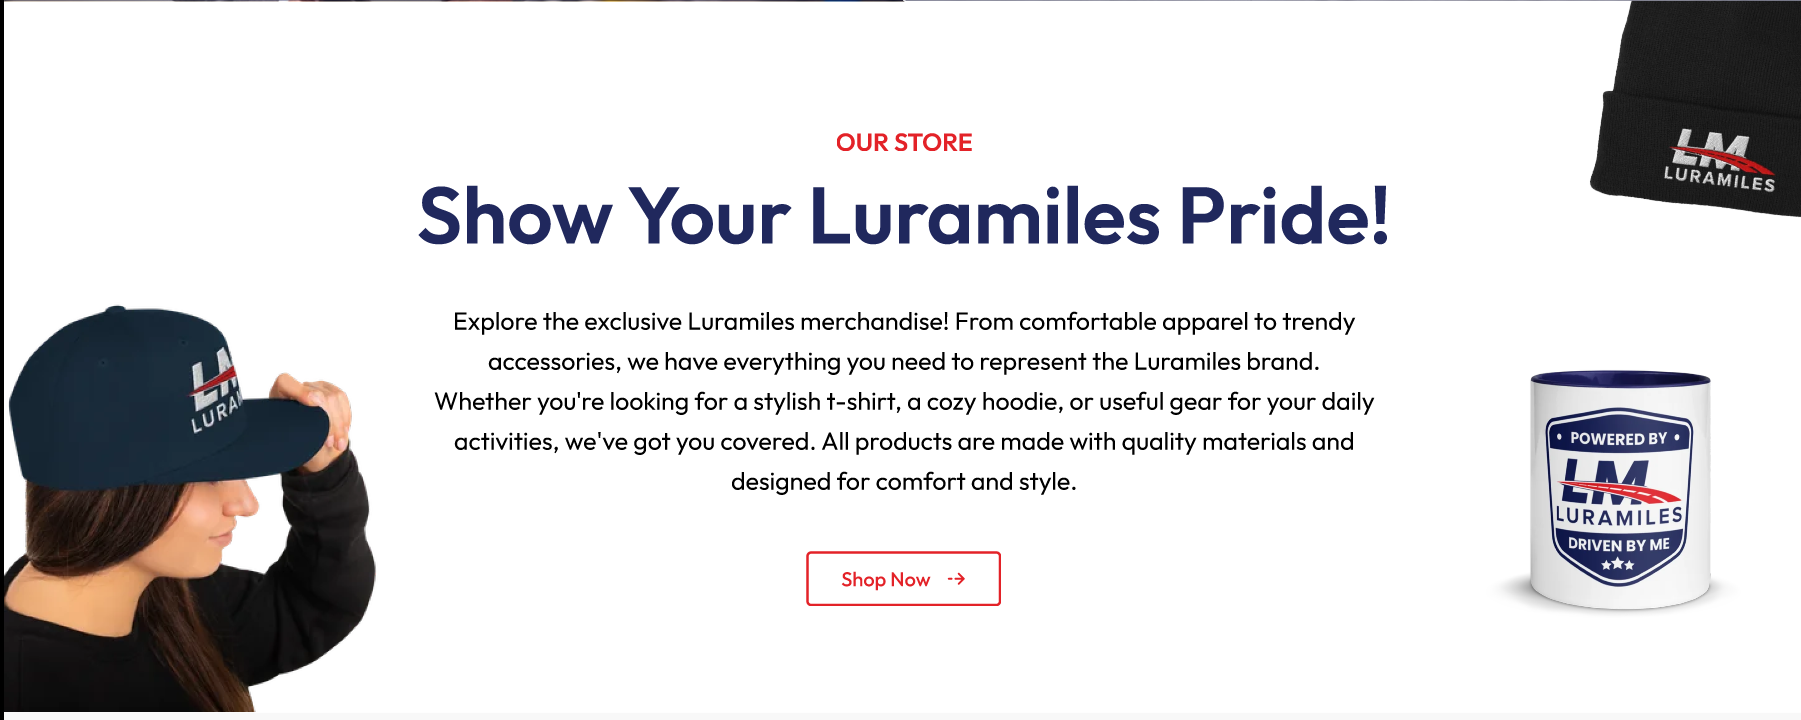 OUR STORE
Show Your Luramiles Pride!
Explore the exclusive Luramiles merchandise! From comfortable apparel to trendy
accessories, we have everything you need to represent the Luramiles brand.
Whether you're looking for a stylish t-shirt, a cozy hoodie, or useful gear for your daily
activities, we've got you covered. All products are made with quality materials and
designed for comfort and style.
Shop Now
LM
LURAMILES
POWERED BY
LM
LURAMILES
DRIVEN BY ME